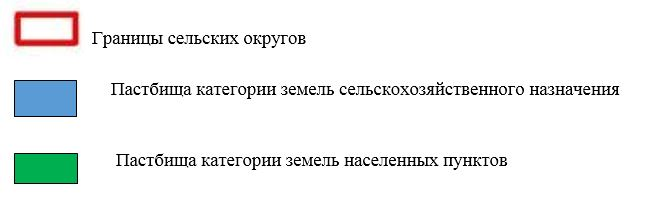 Границы сельских округов
Пастбища категории земель сельскохозяйственного назначения
Пастбища категории земель населенных пунктов